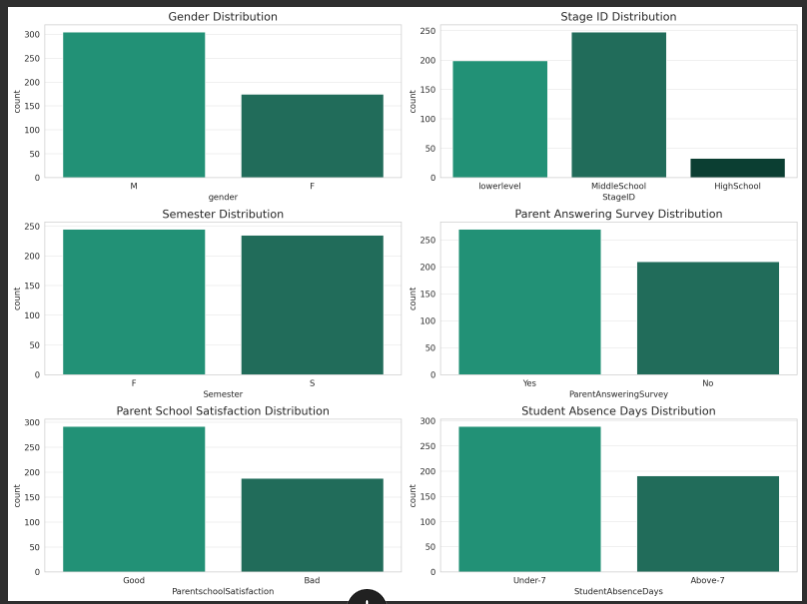 Gender Distribution
300
250
200
150
100
50
0
count
M F
gender
Stage ID Distribution
250
200
150
100
50
0
count
lowerlevel MiddleSchool HighSchool
StageID
Semester Distribution
250
200
150
100
50
0
count
F S
Semester
Parent Answering Survey Distribution
250
200
150
100
50
0
count
Yes No
ParentAnsweringSurvey
Parent School Satisfaction Distribution
300
250
200
150
100
50
0
count
Good Bad
ParentschoolSatisfaction
Student Absence Days Distribution
300
250
200
150
100
50
0
count
Under-7 Above-7
StudentAbsenceDays